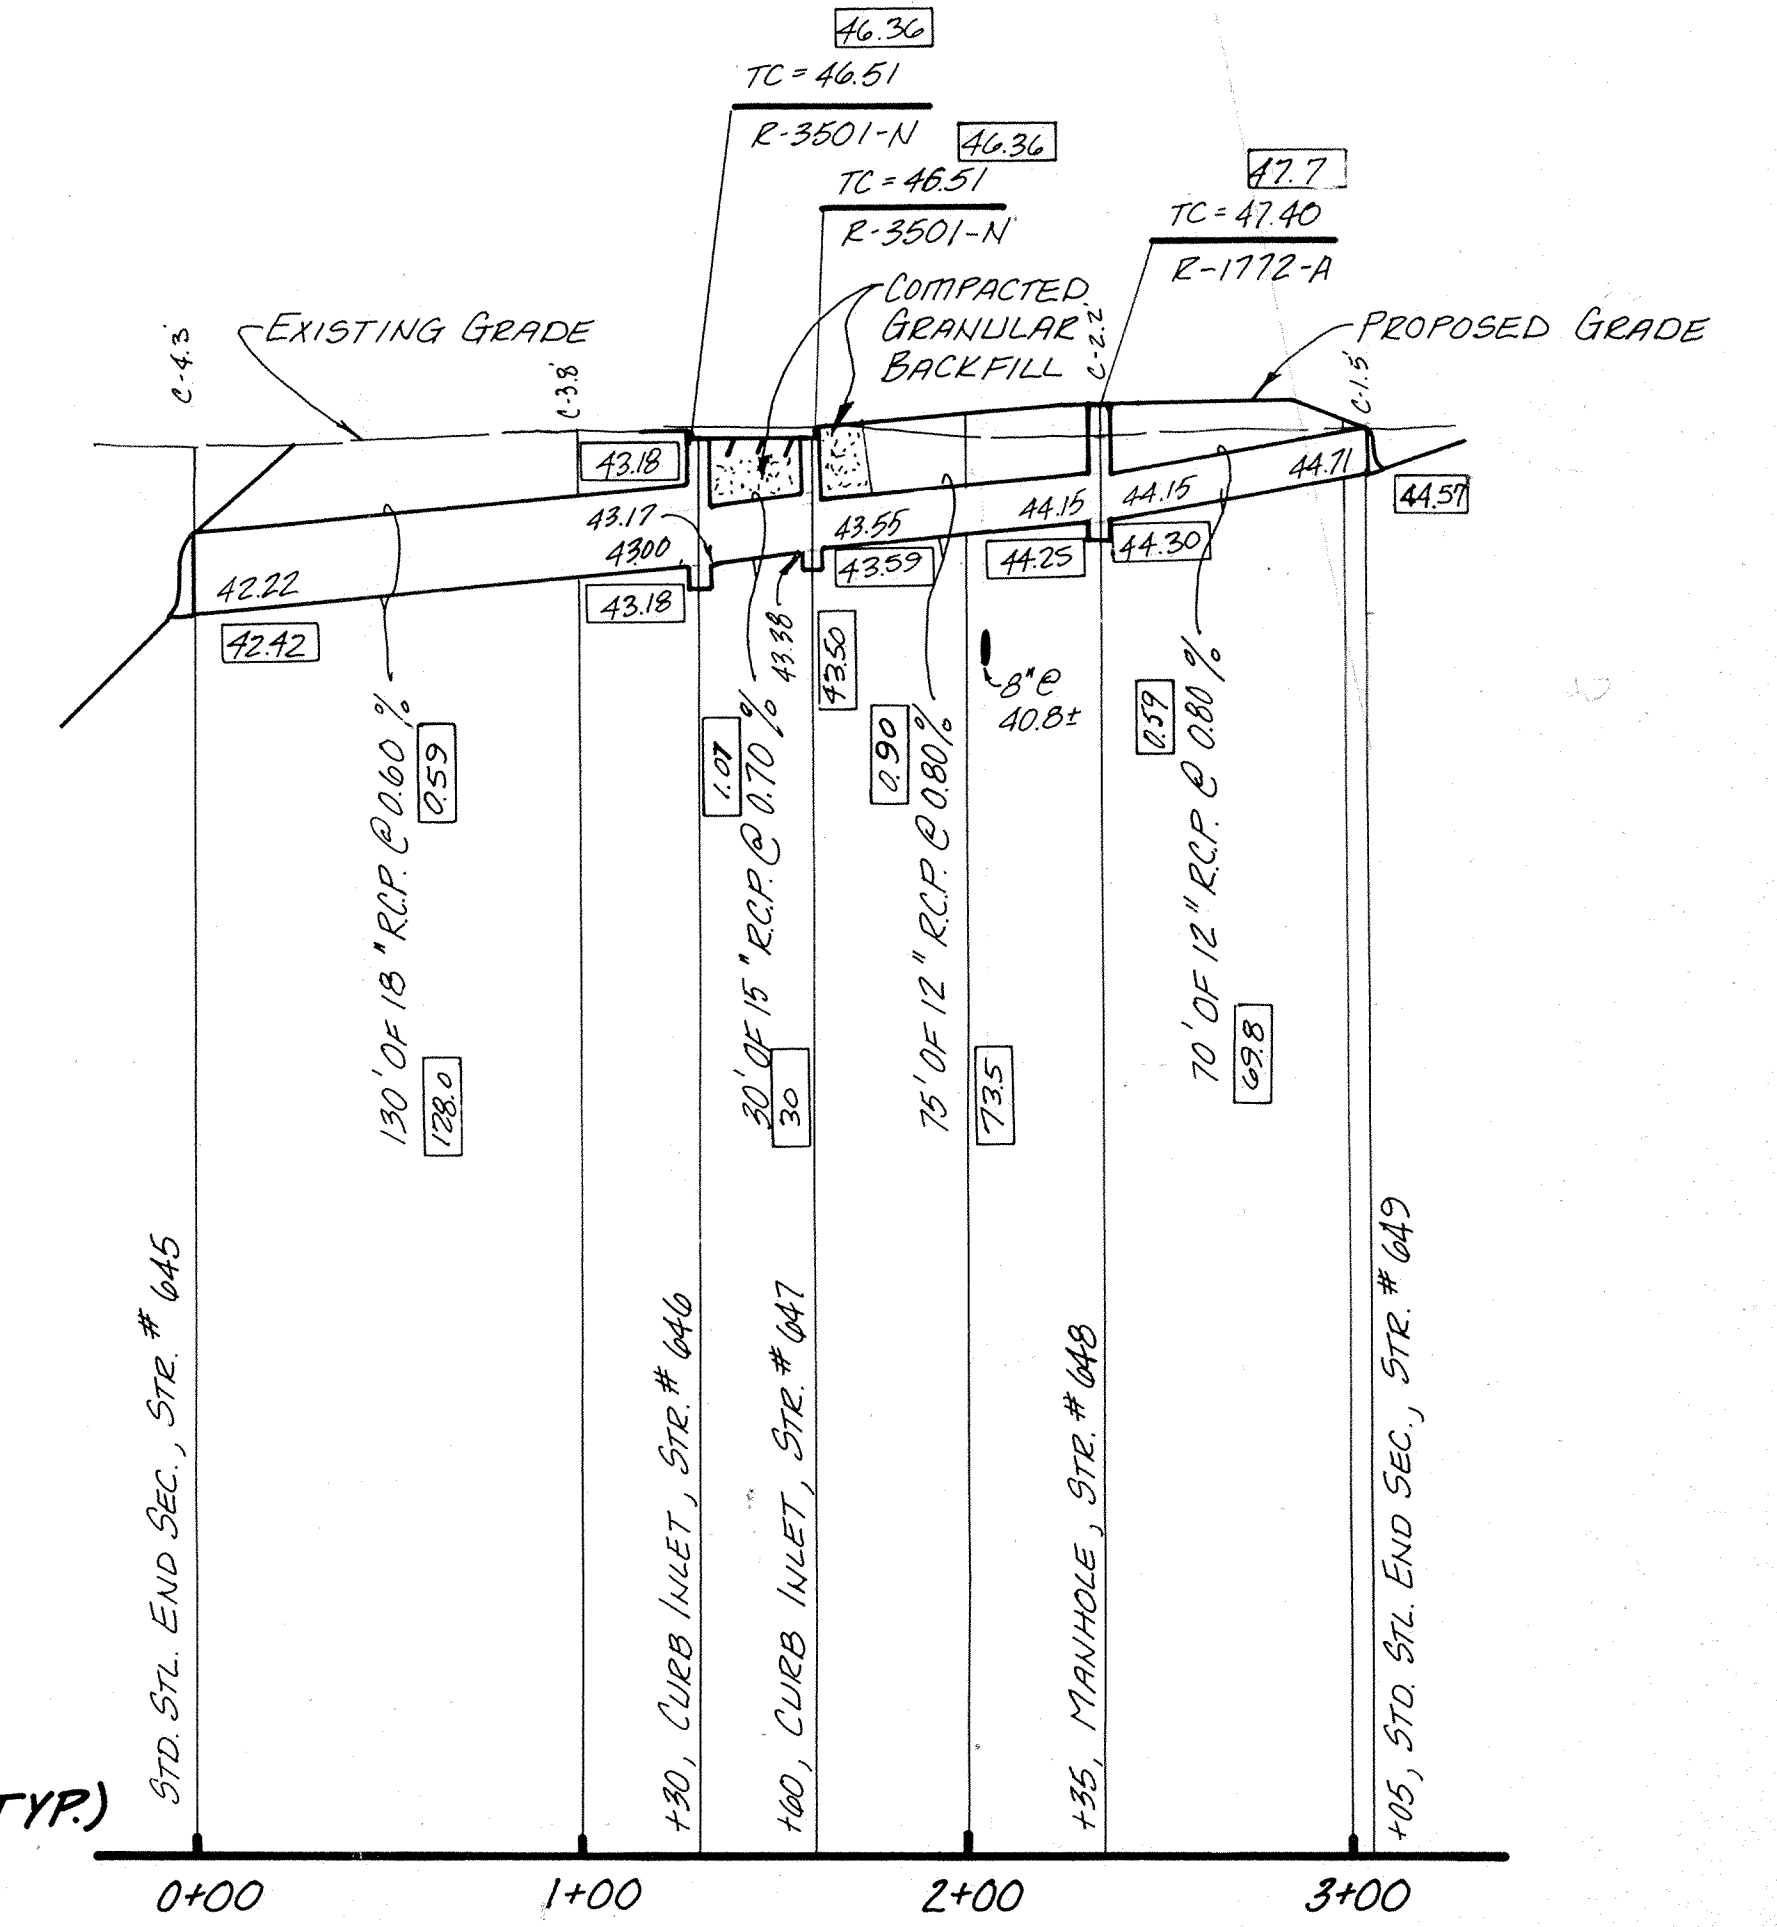 46.36
TC = 46.51
R-3501-N
46.36
TC = 46.51
R-3501-N
47.7
TC = 47.40
R-1772-A
COMPACTED
GRANULAR
BACKFILL
EXISTING GRADE
PROPOSED GRADE
C-4.3'
C-3.8'
C-2.2'
C-1.5'
43.18
44.71
44.57
43.17
43.00
43.55
44.15
44.15
43.18
43.59
44.25
44.30
42.22
42.42
43.38
43.50
8" @
40.8±
130' OF 18" R.C.P. @ 0.60 %
0.59
128.0
1.07
30' OF 15" R.C.P. @ 0.70 %
30
0.90
75' OF 12" R.C.P. @ 0.80%
73.5
0.59
70' OF 12" R.C.P. @ 0.80 %
69.8
STD. STL. END SEC., STR. # 645
+30, CURB INLET, STR. # 646
+60, CURB INLET, STR. # 647
+35, MANHOLE, STR. # 648
+05, STD. STL. END SEC., STR. # 649
TYP.)
0+00
1+00
2+00
3+00